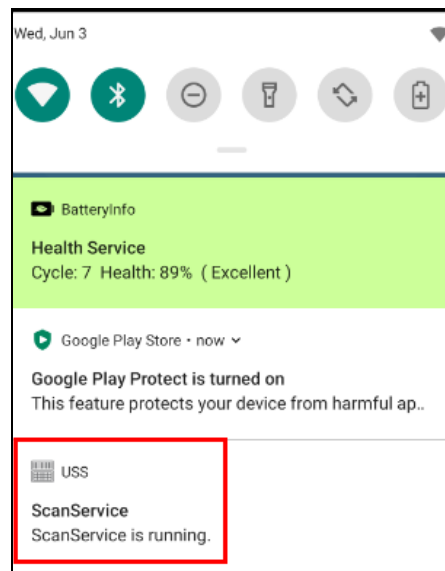 Wed, Jun 3
BatteryInfo
Health Service
Cycle: 7 Health: 89% ( Excellent )
Google Play Store • now
Google Play Protect is turned on
This feature protects your device from harmful ap..
USS
ScanService
ScanService is running.